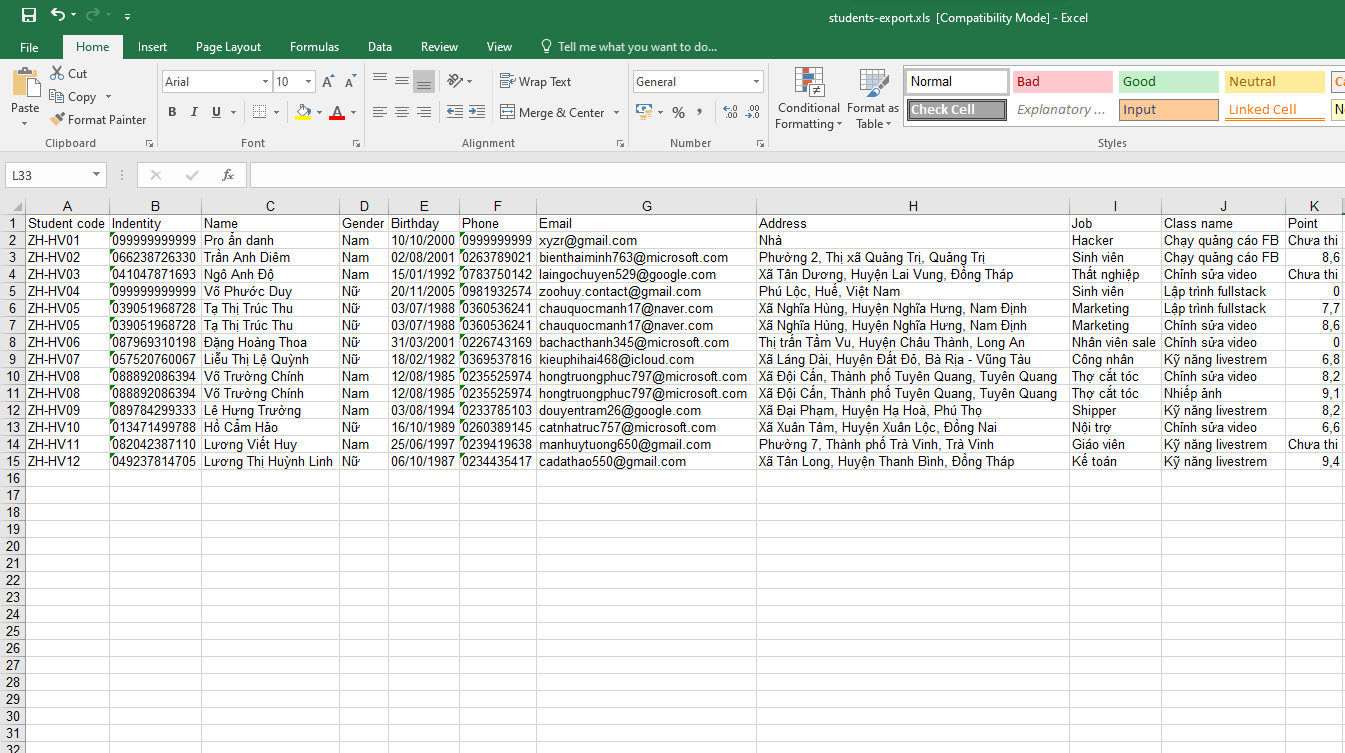 students-export.xls [Compatibility Mode] - Excel
File Home Insert Page Layout Formulas Data Review View Tell me what you want to do...
Paste Cut Copy Format Painter Clipboard
Arial 10 A A B I U A Font
Wrap Text Merge & Center Alignment
General % , .00 .00 Number
Conditional Formatting Format as Table
Normal Bad Good Neutral
Check Cell Explanatory ... Input Linked Cell
Styles
L33 fx
A B C D E F G H I J K
1 Student code Indentity Name Gender Birthday Phone Email Address Job Class name Point
2 ZH-HV01 099999999999 Pro ẩn danh Nam 10/10/2000 0999999999 xyzr@gmail.com Nhà Hacker Chạy quảng cáo FB Chưa thi
3 ZH-HV02 066238726330 Trần Anh Diêm Nam 02/08/2001 0263789021 bienthaiminh763@microsoft.com Phường 2, Thị xã Quảng Trị, Quảng Trị Sinh viên Chạy quảng cáo FB 8,6
4 ZH-HV03 041047871693 Ngô Anh Độ Nam 15/01/1992 0783750142 laingochuyen529@google.com Xã Tân Dương, Huyện Lai Vung, Đồng Tháp Thất nghiệp Chỉnh sửa video Chưa thi
5 ZH-HV04 099999999999 Võ Phước Duy Nữ 20/11/2005 0981932574 zoohuy.contact@gmail.com Phú Lộc, Huế, Việt Nam Sinh viên Lập trình fullstack 0
6 ZH-HV05 039051968728 Tạ Thị Trúc Thu Nữ 03/07/1988 0360536241 chauquocmanh17@naver.com Xã Nghĩa Hùng, Huyện Nghĩa Hưng, Nam Định Marketing Lập trình fullstack 7,7
7 ZH-HV05 039051968728 Tạ Thị Trúc Thu Nữ 03/07/1988 0360536241 chauquocmanh17@naver.com Xã Nghĩa Hùng, Huyện Nghĩa Hưng, Nam Định Marketing Chỉnh sửa video 8,6
8 ZH-HV06 087969310198 Đặng Hoàng Thoa Nữ 31/03/2001 0226743169 bachacthanh345@microsoft.com Thị trấn Tầm Vu, Huyện Châu Thành, Long An Nhân viên sale Chỉnh sửa video 0
9 ZH-HV07 057520760067 Liễu Thị Lệ Quỳnh Nữ 18/02/1982 0369537816 kieuphihai468@icloud.com Xã Láng Dài, Huyện Đất Đỏ, Bà Rịa - Vũng Tàu Công nhân Kỹ năng livestrem 6,8
10 ZH-HV08 088892086394 Võ Trường Chính Nam 12/08/1985 0235525974 hongtruongphuc797@microsoft.com Xã Đội Cấn, Thành phố Tuyên Quang, Tuyên Quang Thợ cắt tóc Chỉnh sửa video 8,2
11 ZH-HV08 088892086394 Võ Trường Chính Nam 12/08/1985 0235525974 hongtruongphuc797@microsoft.com Xã Đội Cấn, Thành phố Tuyên Quang, Tuyên Quang Thợ cắt tóc Nhiếp ảnh 9,1
12 ZH-HV09 089784299333 Lê Hưng Trường Nam 03/08/1994 0233785103 douyentram26@google.com Xã Đại Phạm, Huyện Hạ Hoà, Phú Thọ Shipper Kỹ năng livestrem 8,2
13 ZH-HV10 013471499788 Hồ Cẩm Hảo Nữ 16/10/1989 0260389145 catnhatruc757@microsoft.com Xã Xuân Tâm, Huyện Xuân Lộc, Đồng Nai Nội trợ Chỉnh sửa video 6,6
14 ZH-HV11 082042387110 Lương Viết Huy Nam 25/06/1997 0239419638 manhuytuong650@gmail.com Phường 7, Thành phố Trà Vinh, Trà Vinh Giáo viên Kỹ năng livestrem Chưa thi
15 ZH-HV12 049237814705 Lương Thị Huỳnh Linh Nữ 06/10/1987 0234435417 cadathao550@gmail.com Xã Tân Long, Huyện Thanh Bình, Đồng Tháp Kế toán Kỹ năng livestrem 9,4
16
17
18
19
20
21
22
23
24
25
26
27
28
29
30
31
32